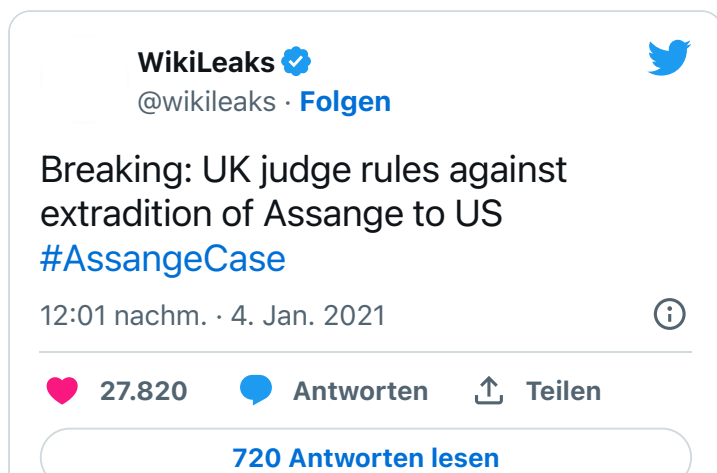 WikiLeaks
@wikileaks · Folgen
Breaking: UK judge rules against
extradition of Assange to US
#AssangeCase
12:01 nachm. · 4. Jan. 2021
27.820 Antworten Teilen
720 Antworten lesen